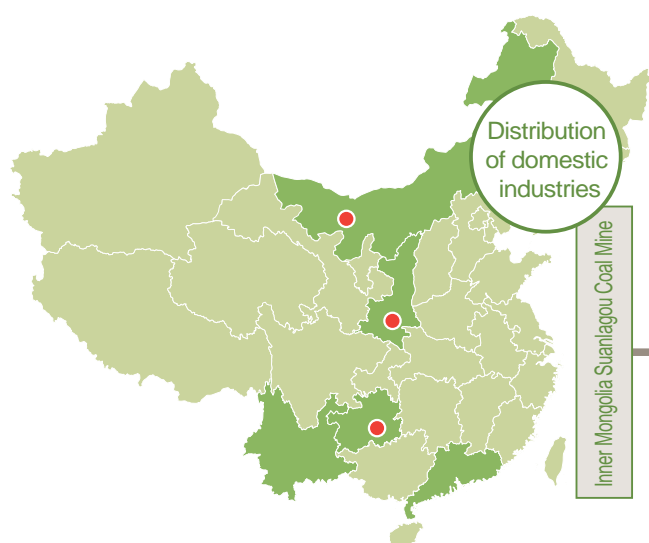 Distribution
of domestic
industries
Inner Mongolia Suanlagou Coal Mine